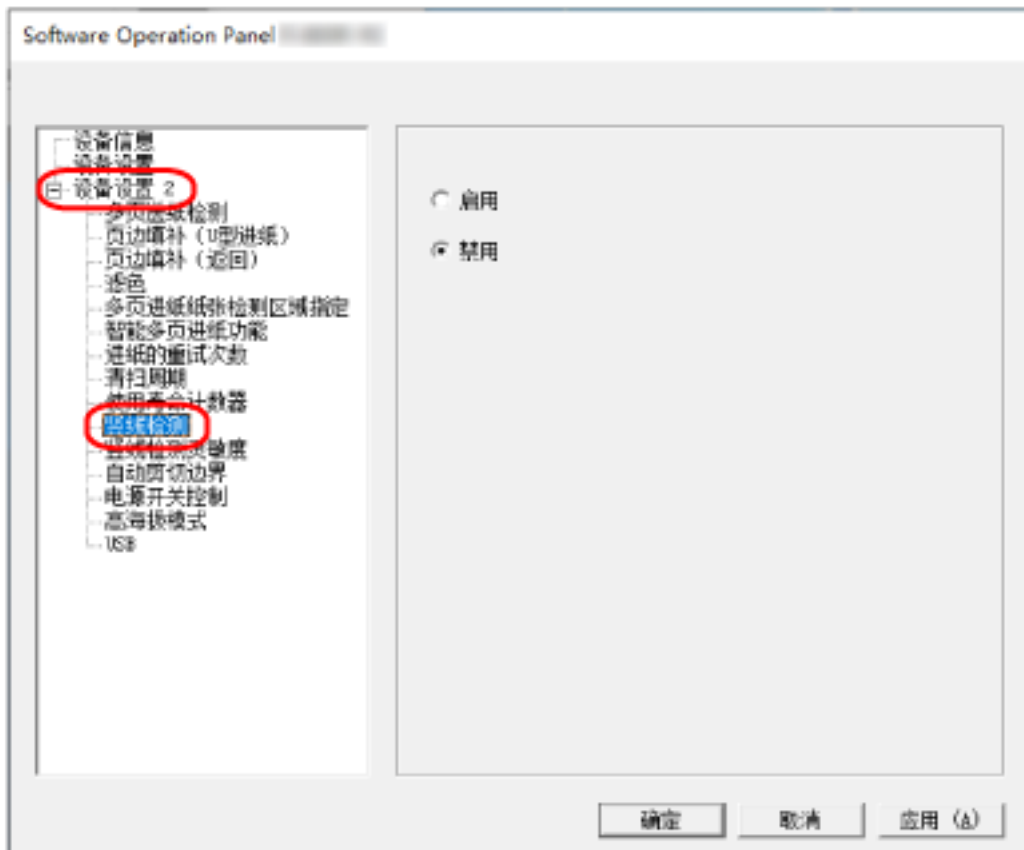 Software Operation Panel
设备信息
设备设置
设备设置 2
多页送纸检测
页边填补（U型进纸）
页边填补（返回）
滤色
多页进纸纸张检测区域指定
智能多页进纸功能
进纸的重试次数
清扫周期
使用寿命计数器
竖线检测
竖线检测灵敏度
自动剪切边界
电源开关控制
高海拔模式
USB
启用
禁用
确定 取消 应用 (A)